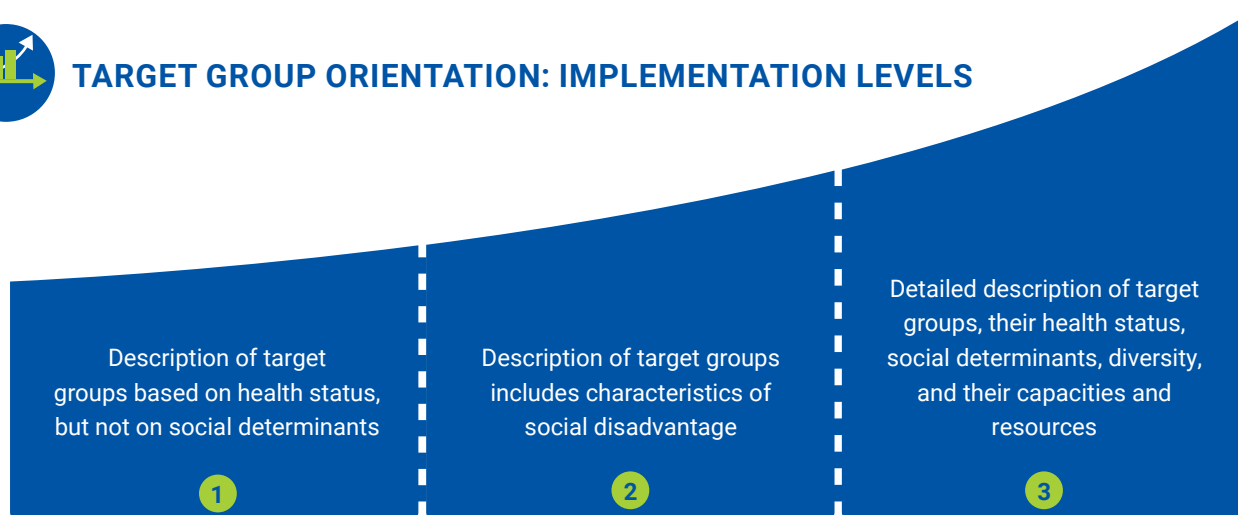 TARGET GROUP ORIENTATION: IMPLEMENTATION LEVELS
Description of target
groups based on health status,
but not on social determinants
1
Description of target groups
includes characteristics of
social disadvantage
2
Detailed description of target
groups, their health status,
social determinants, diversity,
and their capacities and
resources
3